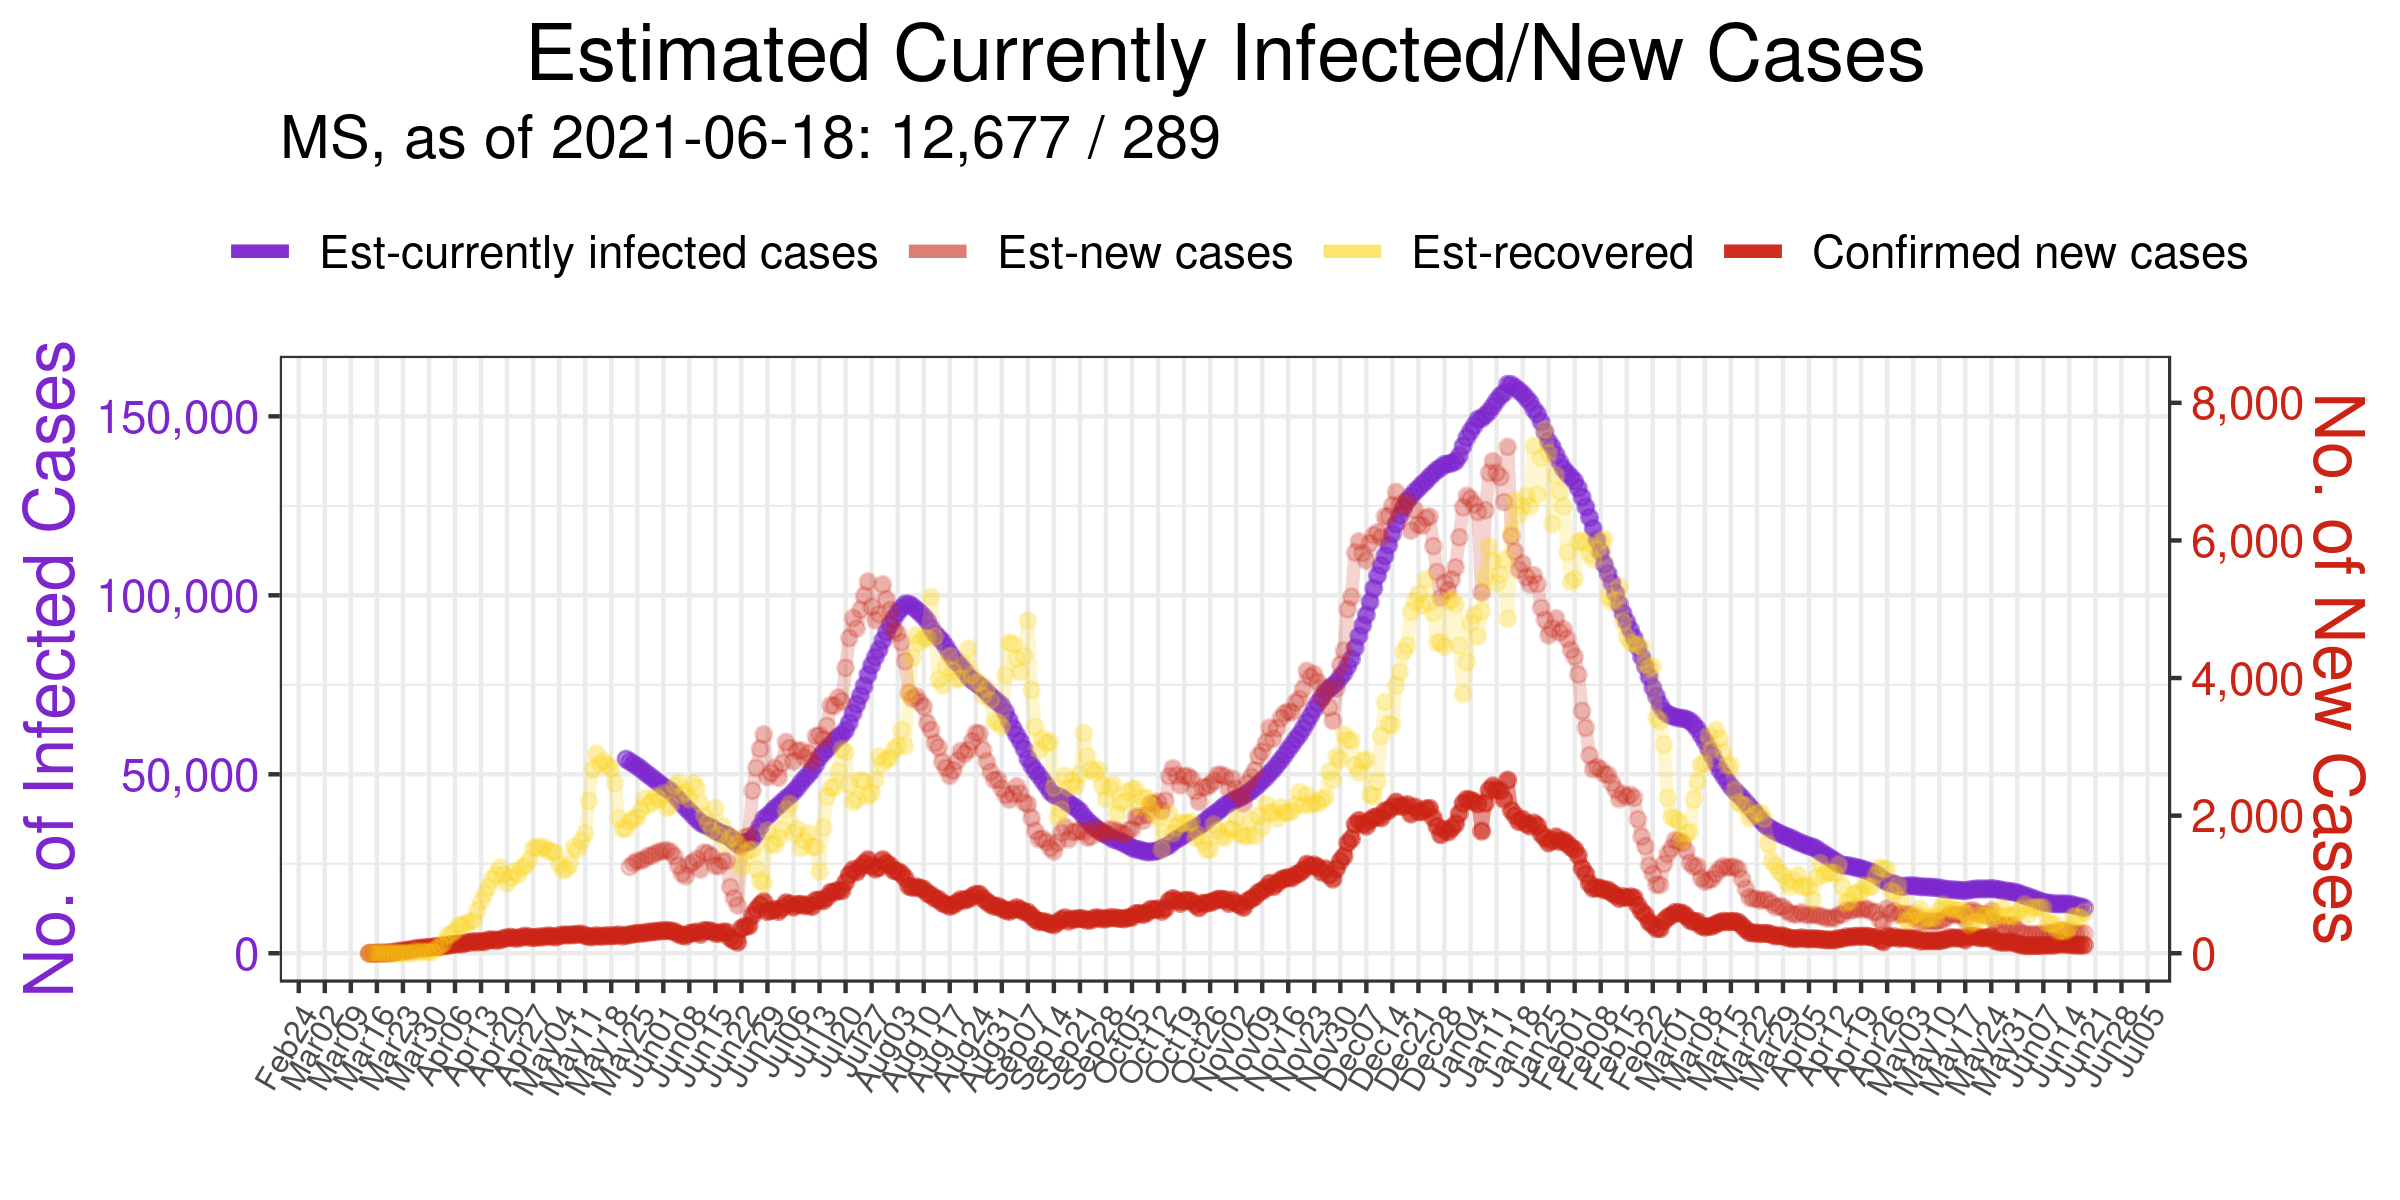 Estimated Currently Infected/New Cases
MS, as of 2021-06-18: 12,677 / 289
Est-currently infected cases
Est-new cases
Est-recovered
Confirmed new cases
No. of Infected Cases
150,000
100,000
50,000
0
8,000
6,000
4,000
2,000
0
No. of New Cases
Feb24
Mar02
Mar09
Mar16
Mar23
Mar30
Apr06
Apr13
Apr20
Apr27
May04
May11
May18
May25
Jun01
Jun08
Jun15
Jun22
Jun29
Jul06
Jul13
Jul20
Jul27
Aug03
Aug10
Aug17
Aug24
Aug31
Sep07
Sep14
Sep21
Sep28
Oct05
Oct12
Oct19
Oct26
Nov02
Nov09
Nov16
Nov23
Nov30
Dec07
Dec14
Dec21
Dec28
Jan04
Jan11
Jan18
Jan25
Feb01
Feb08
Feb15
Feb22
Mar01
Mar08
Mar15
Mar22
Mar29
Apr05
Apr12
Apr19
Apr26
May03
May10
May17
May24
May31
Jun07
Jun14
Jun21
Jun28
Jul05